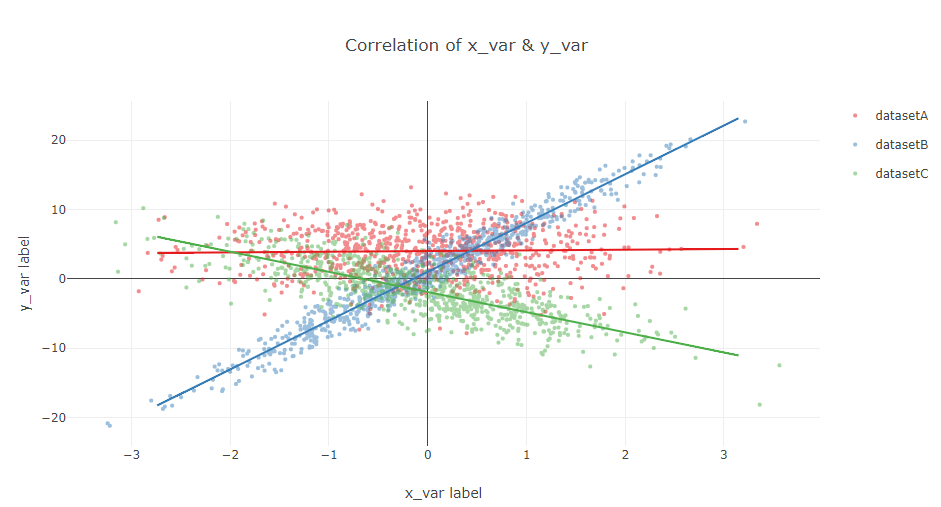 Correlation of x_var & y_var
datasetA
datasetB
datasetC
20
10
0
−10
−20
y_var label
−3
−2
−1
0
1
2
3
x_var label